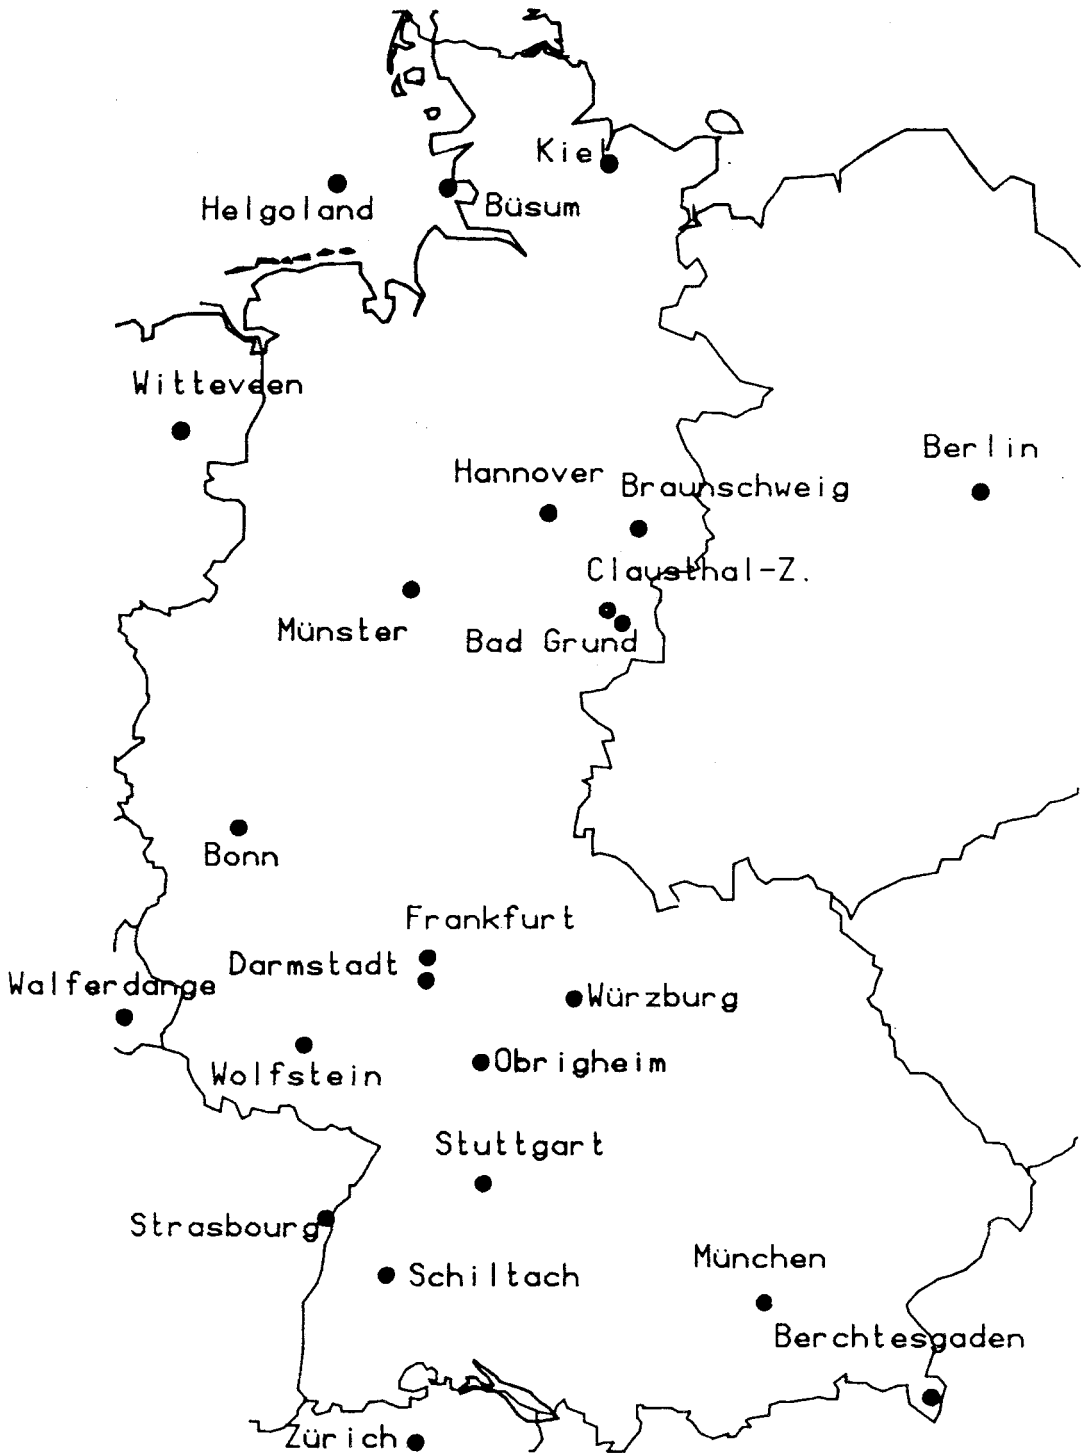 Kiel
Helgoland
Büsum
Witteveen
Berlin
Hannover
Braunschweig
Clausthal-Z.
Münster
Bad Grund
Bonn
Frankfurt
Darmstadt
Walferdange
Würzburg
Obrigheim
Wolfstein
Stuttgart
Strasbourg
München
Schiltach
Berchtesgaden
Zürich